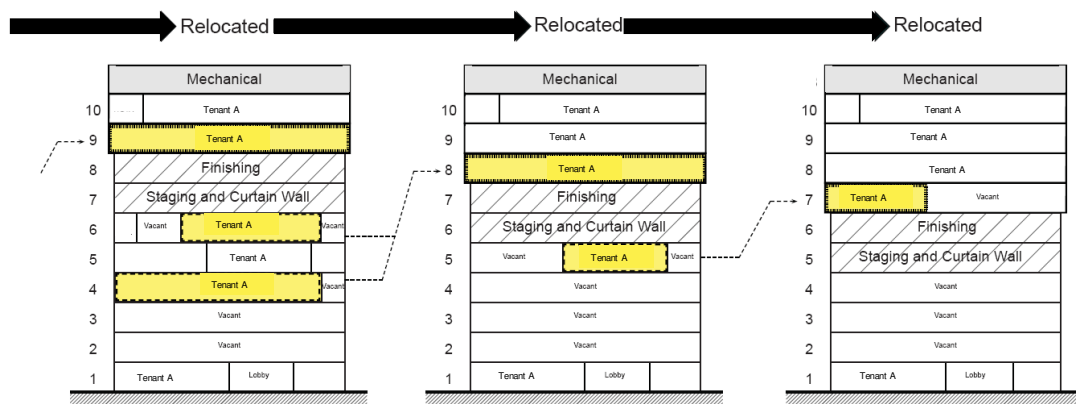 Relocated Relocated Relocated
Mechanical
10 Tenant A
9 Tenant A
8 Finishing
7 Staging and Curtain Wall
6 Vacant Tenant A Vacant
5 Tenant A
4 Tenant A Vacant
3 Vacant
2 Vacant
1 Tenant A Lobby
Mechanical
10 Tenant A
9 Tenant A
8 Tenant A
7 Finishing
6 Staging and Curtain Wall
5 Vacant Tenant A Vacant
4 Vacant
3 Vacant
2 Vacant
1 Tenant A Lobby
Mechanical
10 Tenant A
9 Tenant A
8 Tenant A
7 Tenant A Vacant
6 Finishing
5 Staging and Curtain Wall
4 Vacant
3 Vacant
2 Vacant
1 Tenant A Lobby